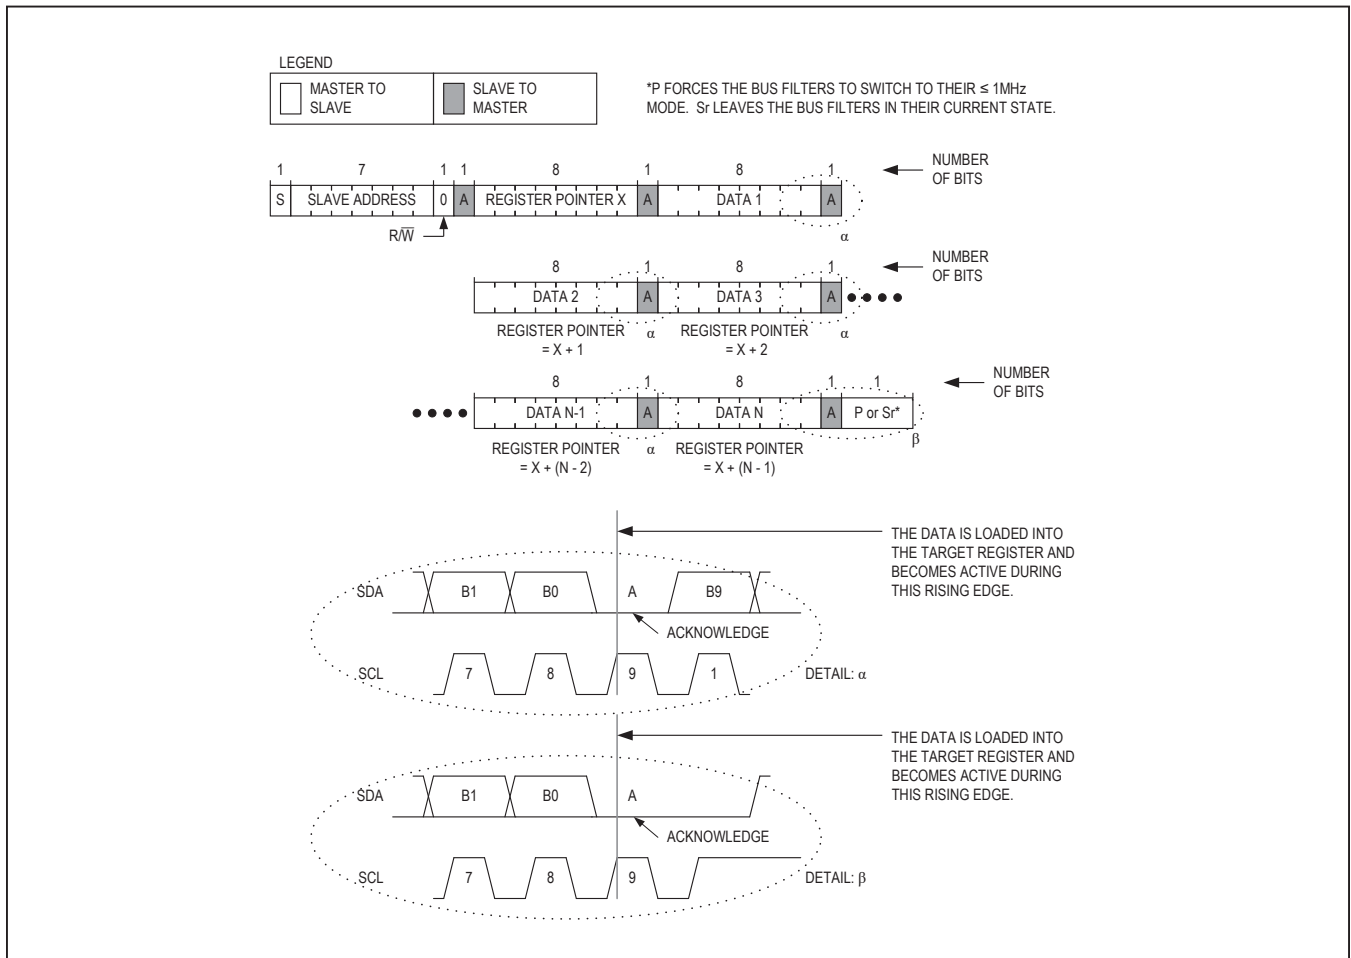 LEGEND
MASTER TO
SLAVE
SLAVE TO
MASTER
*P FORCES THE BUS FILTERS TO SWITCH TO THEIR ≤ 1MHz
MODE. Sr LEAVES THE BUS FILTERS IN THEIR CURRENT STATE.
1 7 1 1 8 1 8 1
NUMBER
OF BITS
S SLAVE ADDRESS 0 A REGISTER POINTER X A DATA 1 A
R/W̅
α
8 1 8 1
NUMBER
OF BITS
DATA 2 A DATA 3 A
REGISTER POINTER
= X + 1
α
REGISTER POINTER
= X + 2
α
8 1 8 1 1
NUMBER
OF BITS
DATA N-1 A DATA N A P or Sr*
β
REGISTER POINTER
= X + (N - 2)
α
REGISTER POINTER
= X + (N - 1)
THE DATA IS LOADED INTO
THE TARGET REGISTER AND
BECOMES ACTIVE DURING
THIS RISING EDGE.
SDA B1 B0 A B9
ACKNOWLEDGE
SCL 7 8 9 1 DETAIL: α
THE DATA IS LOADED INTO
THE TARGET REGISTER AND
BECOMES ACTIVE DURING
THIS RISING EDGE.
SDA B1 B0 A
ACKNOWLEDGE
SCL 7 8 9 DETAIL: β